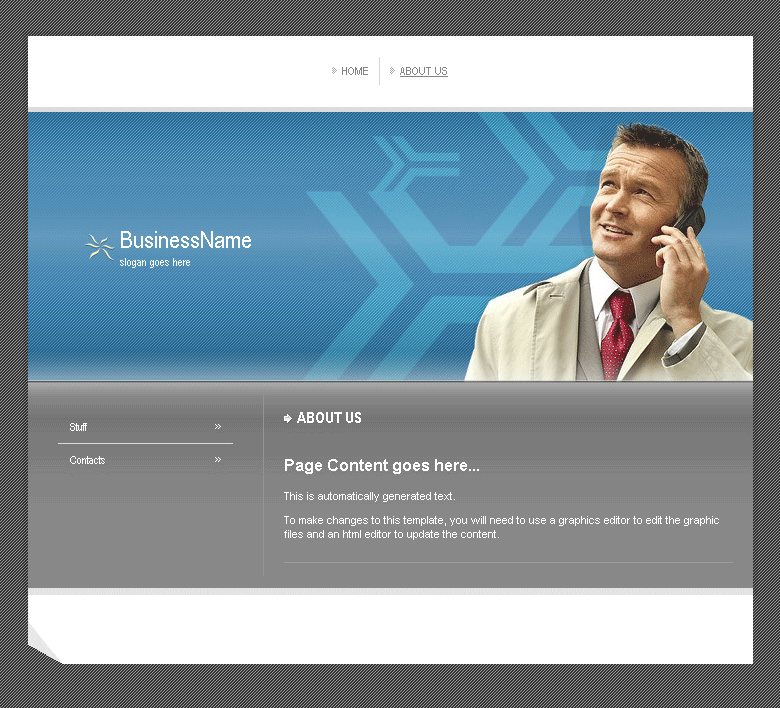 HOME
ABOUT US
BusinessName
slogan goes here
Stuff »
Contacts »
ABOUT US
Page Content goes here...
This is automatically generated text.
To make changes to this template, you will need to use a graphics editor to edit the graphic
files and an html editor to update the content.